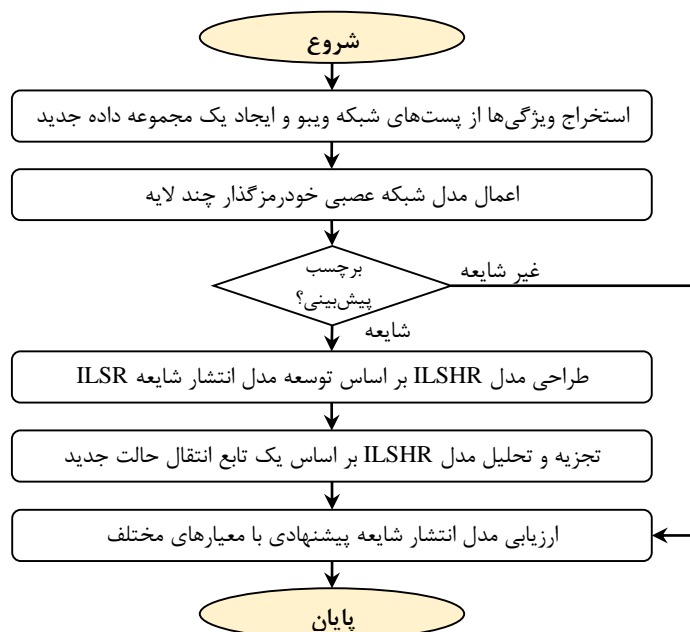 شروع
استخراج ویژگی‌ها از پست‌های شبکه ویبو و ایجاد یک مجموعه داده جدید
اعمال مدل شبکه عصبی خودرمزگذار چند لایه
برچسب
پیش‌بینی؟
غیر شایعه
شایعه
طراحی مدل ILSHR بر اساس توسعه مدل انتشار شایعه ILSR
تجزیه و تحلیل مدل ILSHR بر اساس یک تابع انتقال حالت جدید
ارزیابی مدل انتشار شایعه پیشنهادی با معیارهای مختلف
پایان